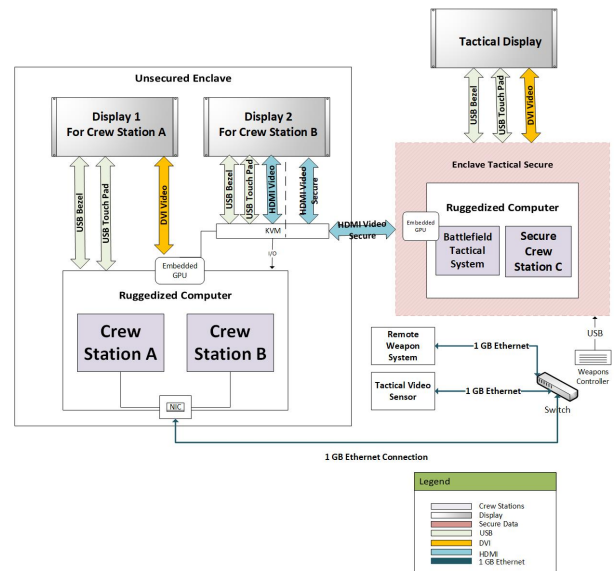 Tactical Display
USB Bezel
USB Touch Pad
DVI Video
Unsecured Enclave
Display 1
For Crew Station A
Display 2
For Crew Station B
USB Bezel
USB Touch Pad
DVI Video
USB Bezel
USB Touch Pad
HDMI Video
HDMI Video
Secure
KVM
I/O
HDMI Video
Secure
Enclave Tactical Secure
Embedded
GPU
Ruggedized Computer
Battlefield
Tactical
System
Secure
Crew
Station C
Embedded
GPU
Ruggedized Computer
Crew
Station A
Crew
Station B
NIC
Remote
Weapon
System
1 GB Ethernet
Tactical Video
Sensor
1 GB Ethernet
USB
Weapons
Controller
Switch
1 GB Ethernet Connection
Legend
Crew Stations
Display
Secure Data
USB
DVI
HDMI
1 GB Ethernet